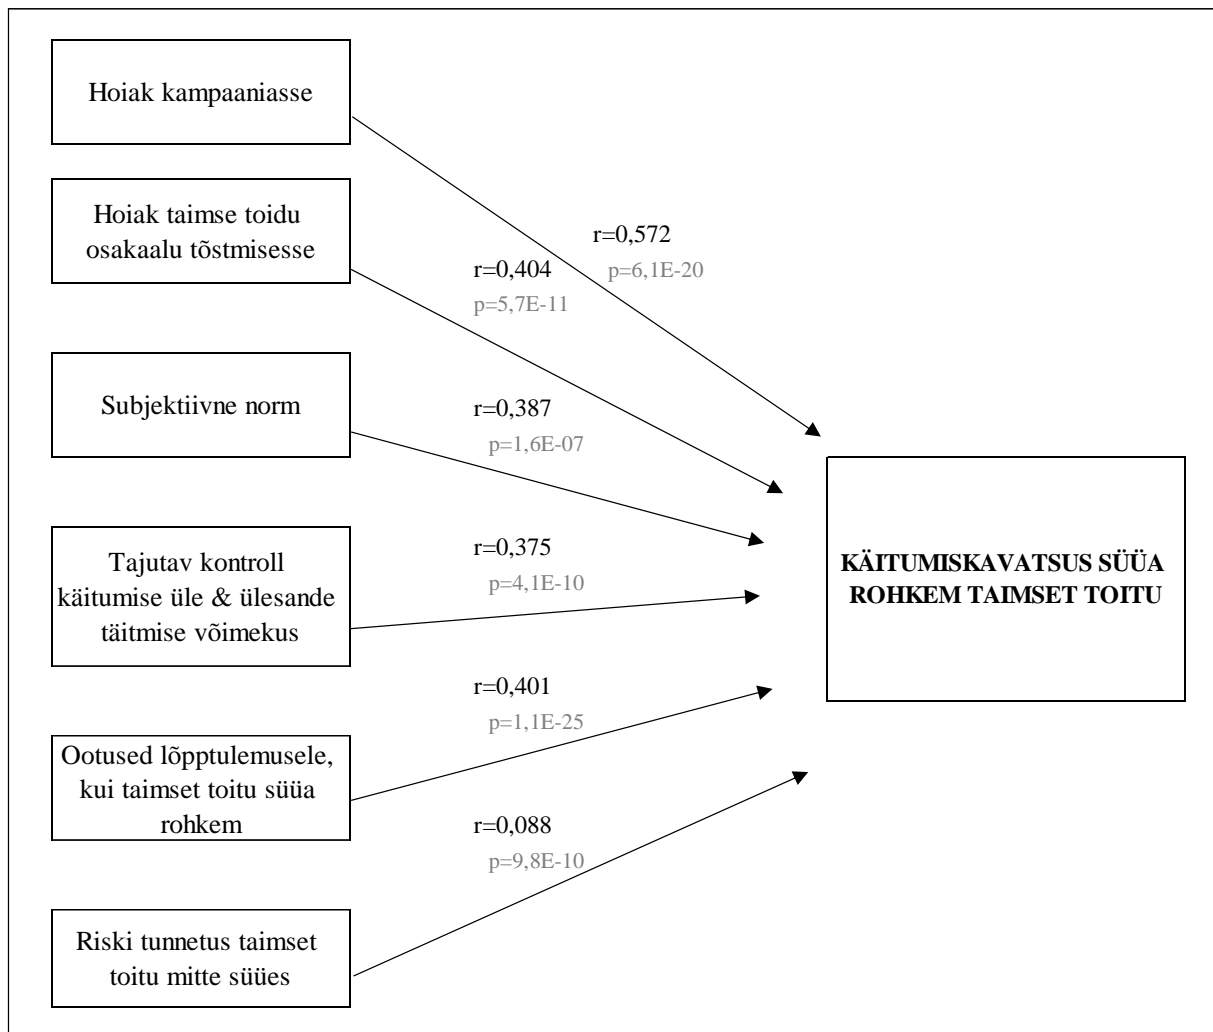 Hoiak kampaaniasse
Hoiak taimse toidu
osakaalu tõstmisesse
r=0,572
p=6,1E-20
r=0,404
p=5,7E-11
Subjektiivne norm
r=0,387
p=1,6E-07
Tajutav kontroll
käitumise üle & ülesande
täitmise võimekus
r=0,375
p=4,1E-10
KÄITUMISKAVATSUS SÜÜA
ROHKEM TAIMSET TOITU
r=0,401
p=1,1E-25
Ootused lõpptulemusele,
kui taimset toitu süüa
rohkem
r=0,088
p=9,8E-10
Riski tunnetus taimset
toitu mitte süües